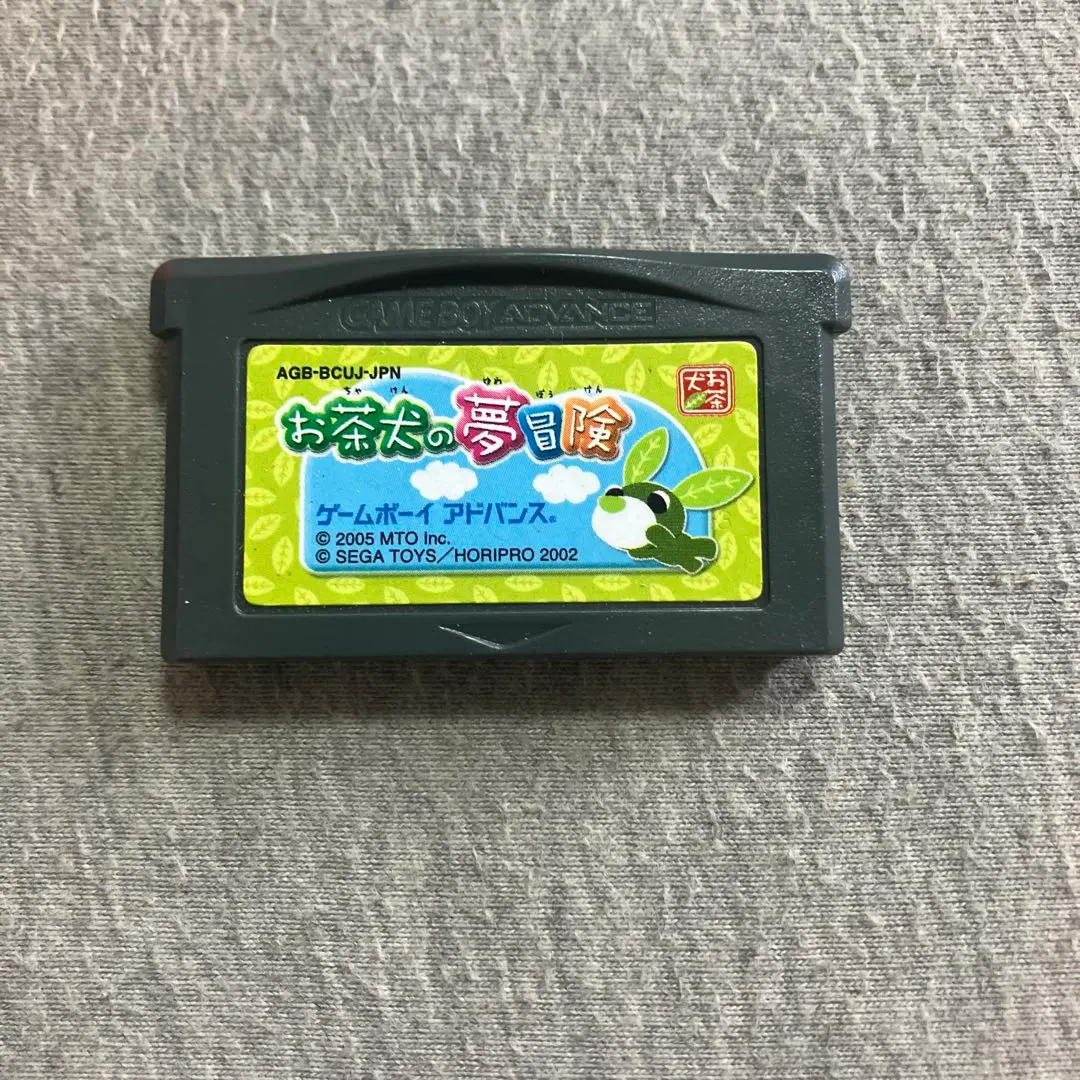 GAME BOY ADVANCE
AGB-BCUJ-JPN
ちゃ けん ゆめ ぼう けん
お茶犬の夢冒険
お茶犬
ゲームボーイ アドバンス®
© 2005 MTO Inc.
© SEGA TOYS/HORIPRO 2002